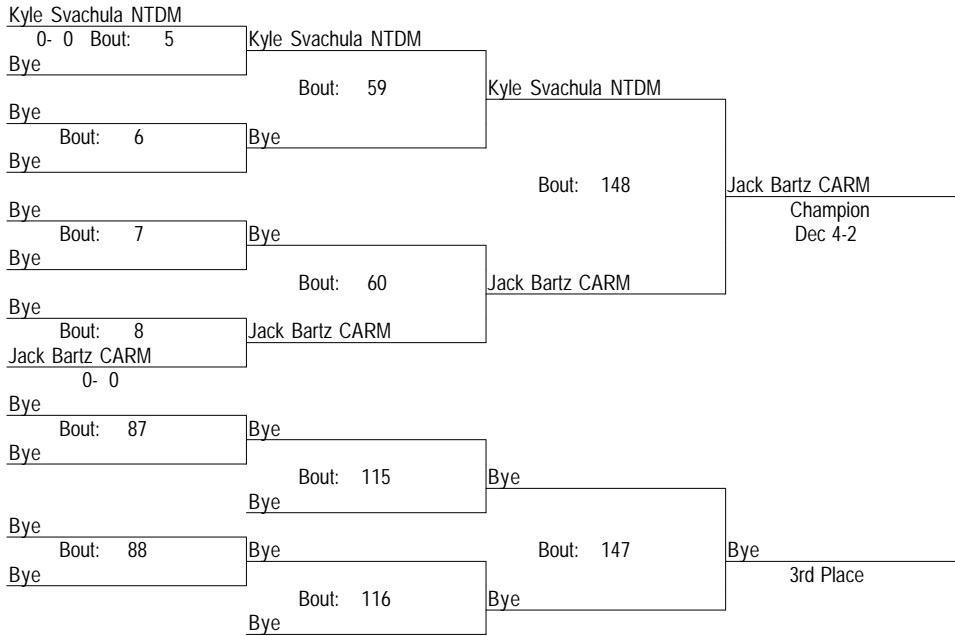 Kyle Svachula NTDM
0- 0 Bout: 5
Kyle Svachula NTDM
Bye
Bout: 59
Kyle Svachula NTDM
Bye
Bout: 6
Bye
Bye
Bout: 148
Jack Bartz CARM
Champion
Dec 4-2
Bye
Bout: 7
Bye
Bye
Bout: 60
Jack Bartz CARM
Bye
Bout: 8
Jack Bartz CARM
Jack Bartz CARM
0- 0
Bye
Bout: 87
Bye
Bye
Bout: 115
Bye
Bye
Bye
Bout: 88
Bye
Bye
Bout: 147
Bye
3rd Place
Bout: 116
Bye
Bye